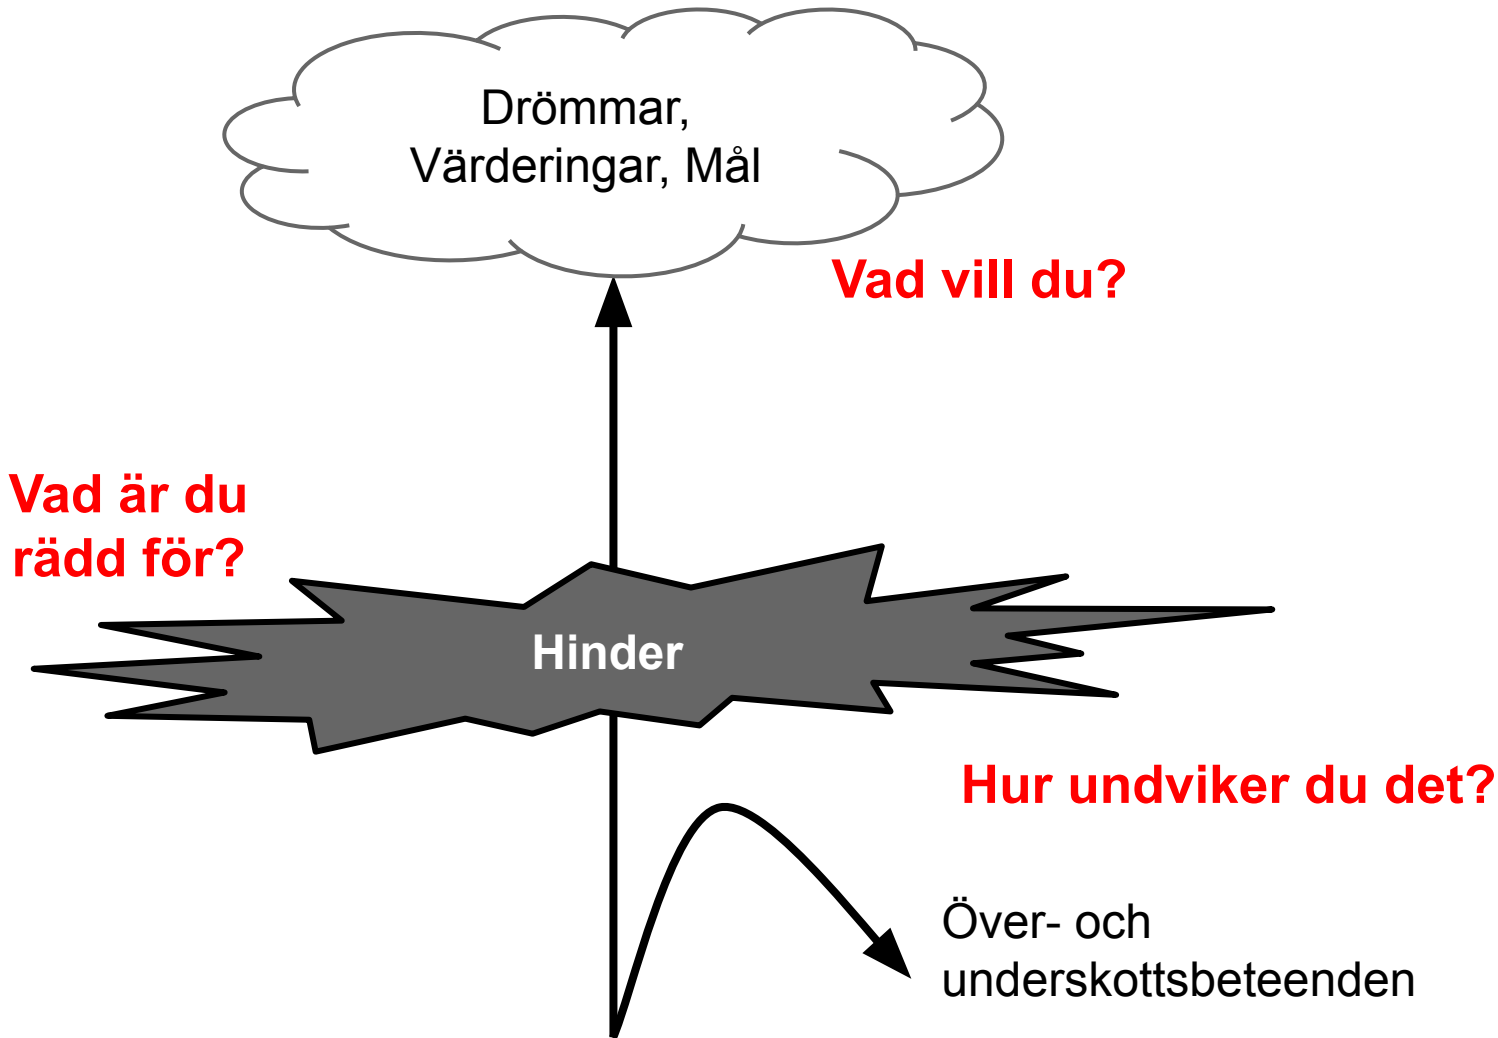 Drömmar,
Värderingar, Mål
Vad vill du?
Vad är du
rädd för?
Hinder
Hur undviker du det?
Över- och
underskottsbeteenden